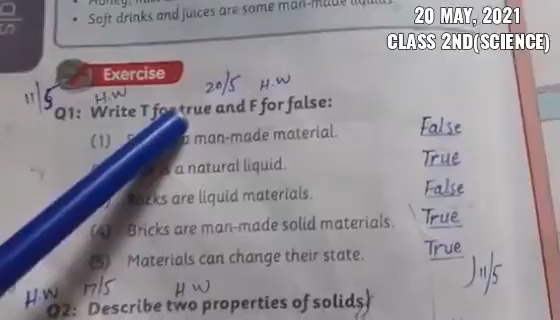 Soft drinks and juices are some man-made liquids
20 MAY, 2021
CLASS 2ND(SCIENCE)
Exercise
11/5 H.W 20/5 H.W
Q1: Write T for true and F for false:
(1) a man-made material. False
is a natural liquid. True
Rocks are liquid materials. False
(4) Bricks are man-made solid materials. True
(5) Materials can change their state. True
11/5
H.W 17/5 H W
Q2: Describe two properties of solids)